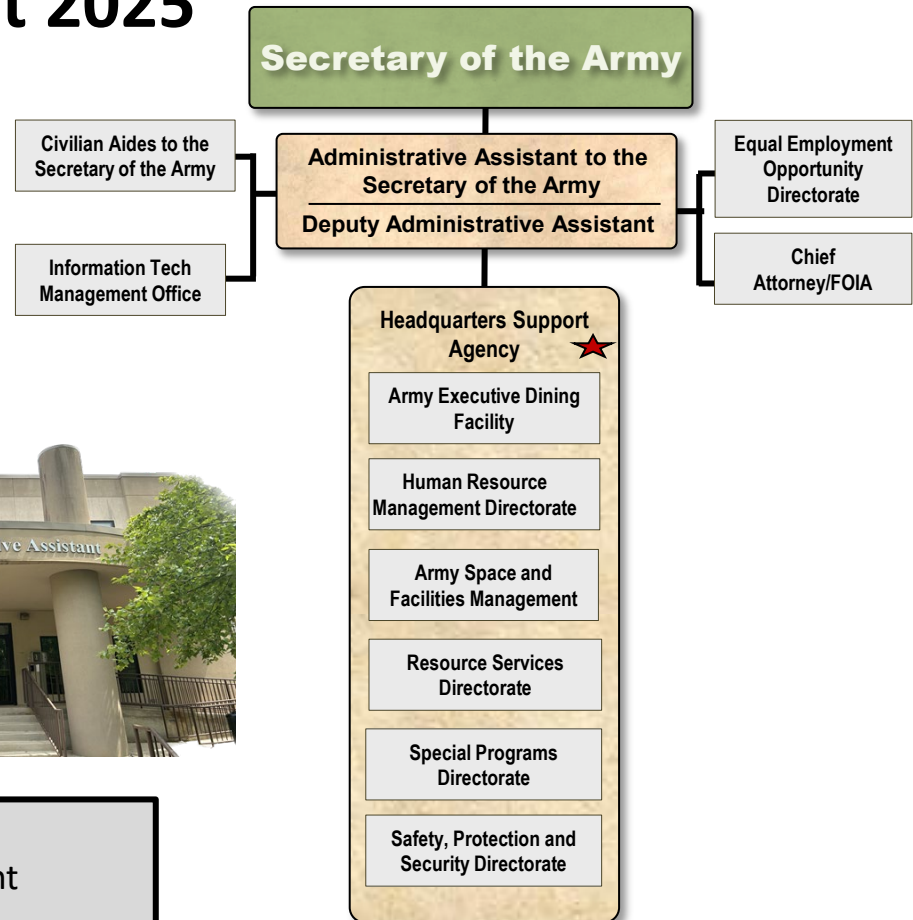 t 2025
Secretary of the Army
Civilian Aides to the
Secretary of the Army
Information Tech
Management Office
Administrative Assistant to the
Secretary of the Army
Deputy Administrative Assistant
Equal Employment
Opportunity
Directorate
Chief
Attorney/FOIA
Headquarters Support
Agency
Army Executive Dining
Facility
Human Resource
Management Directorate
Army Space and
Facilities Management
Resource Services
Directorate
Special Programs
Directorate
Safety, Protection and
Security Directorate
ve Assistant
nt